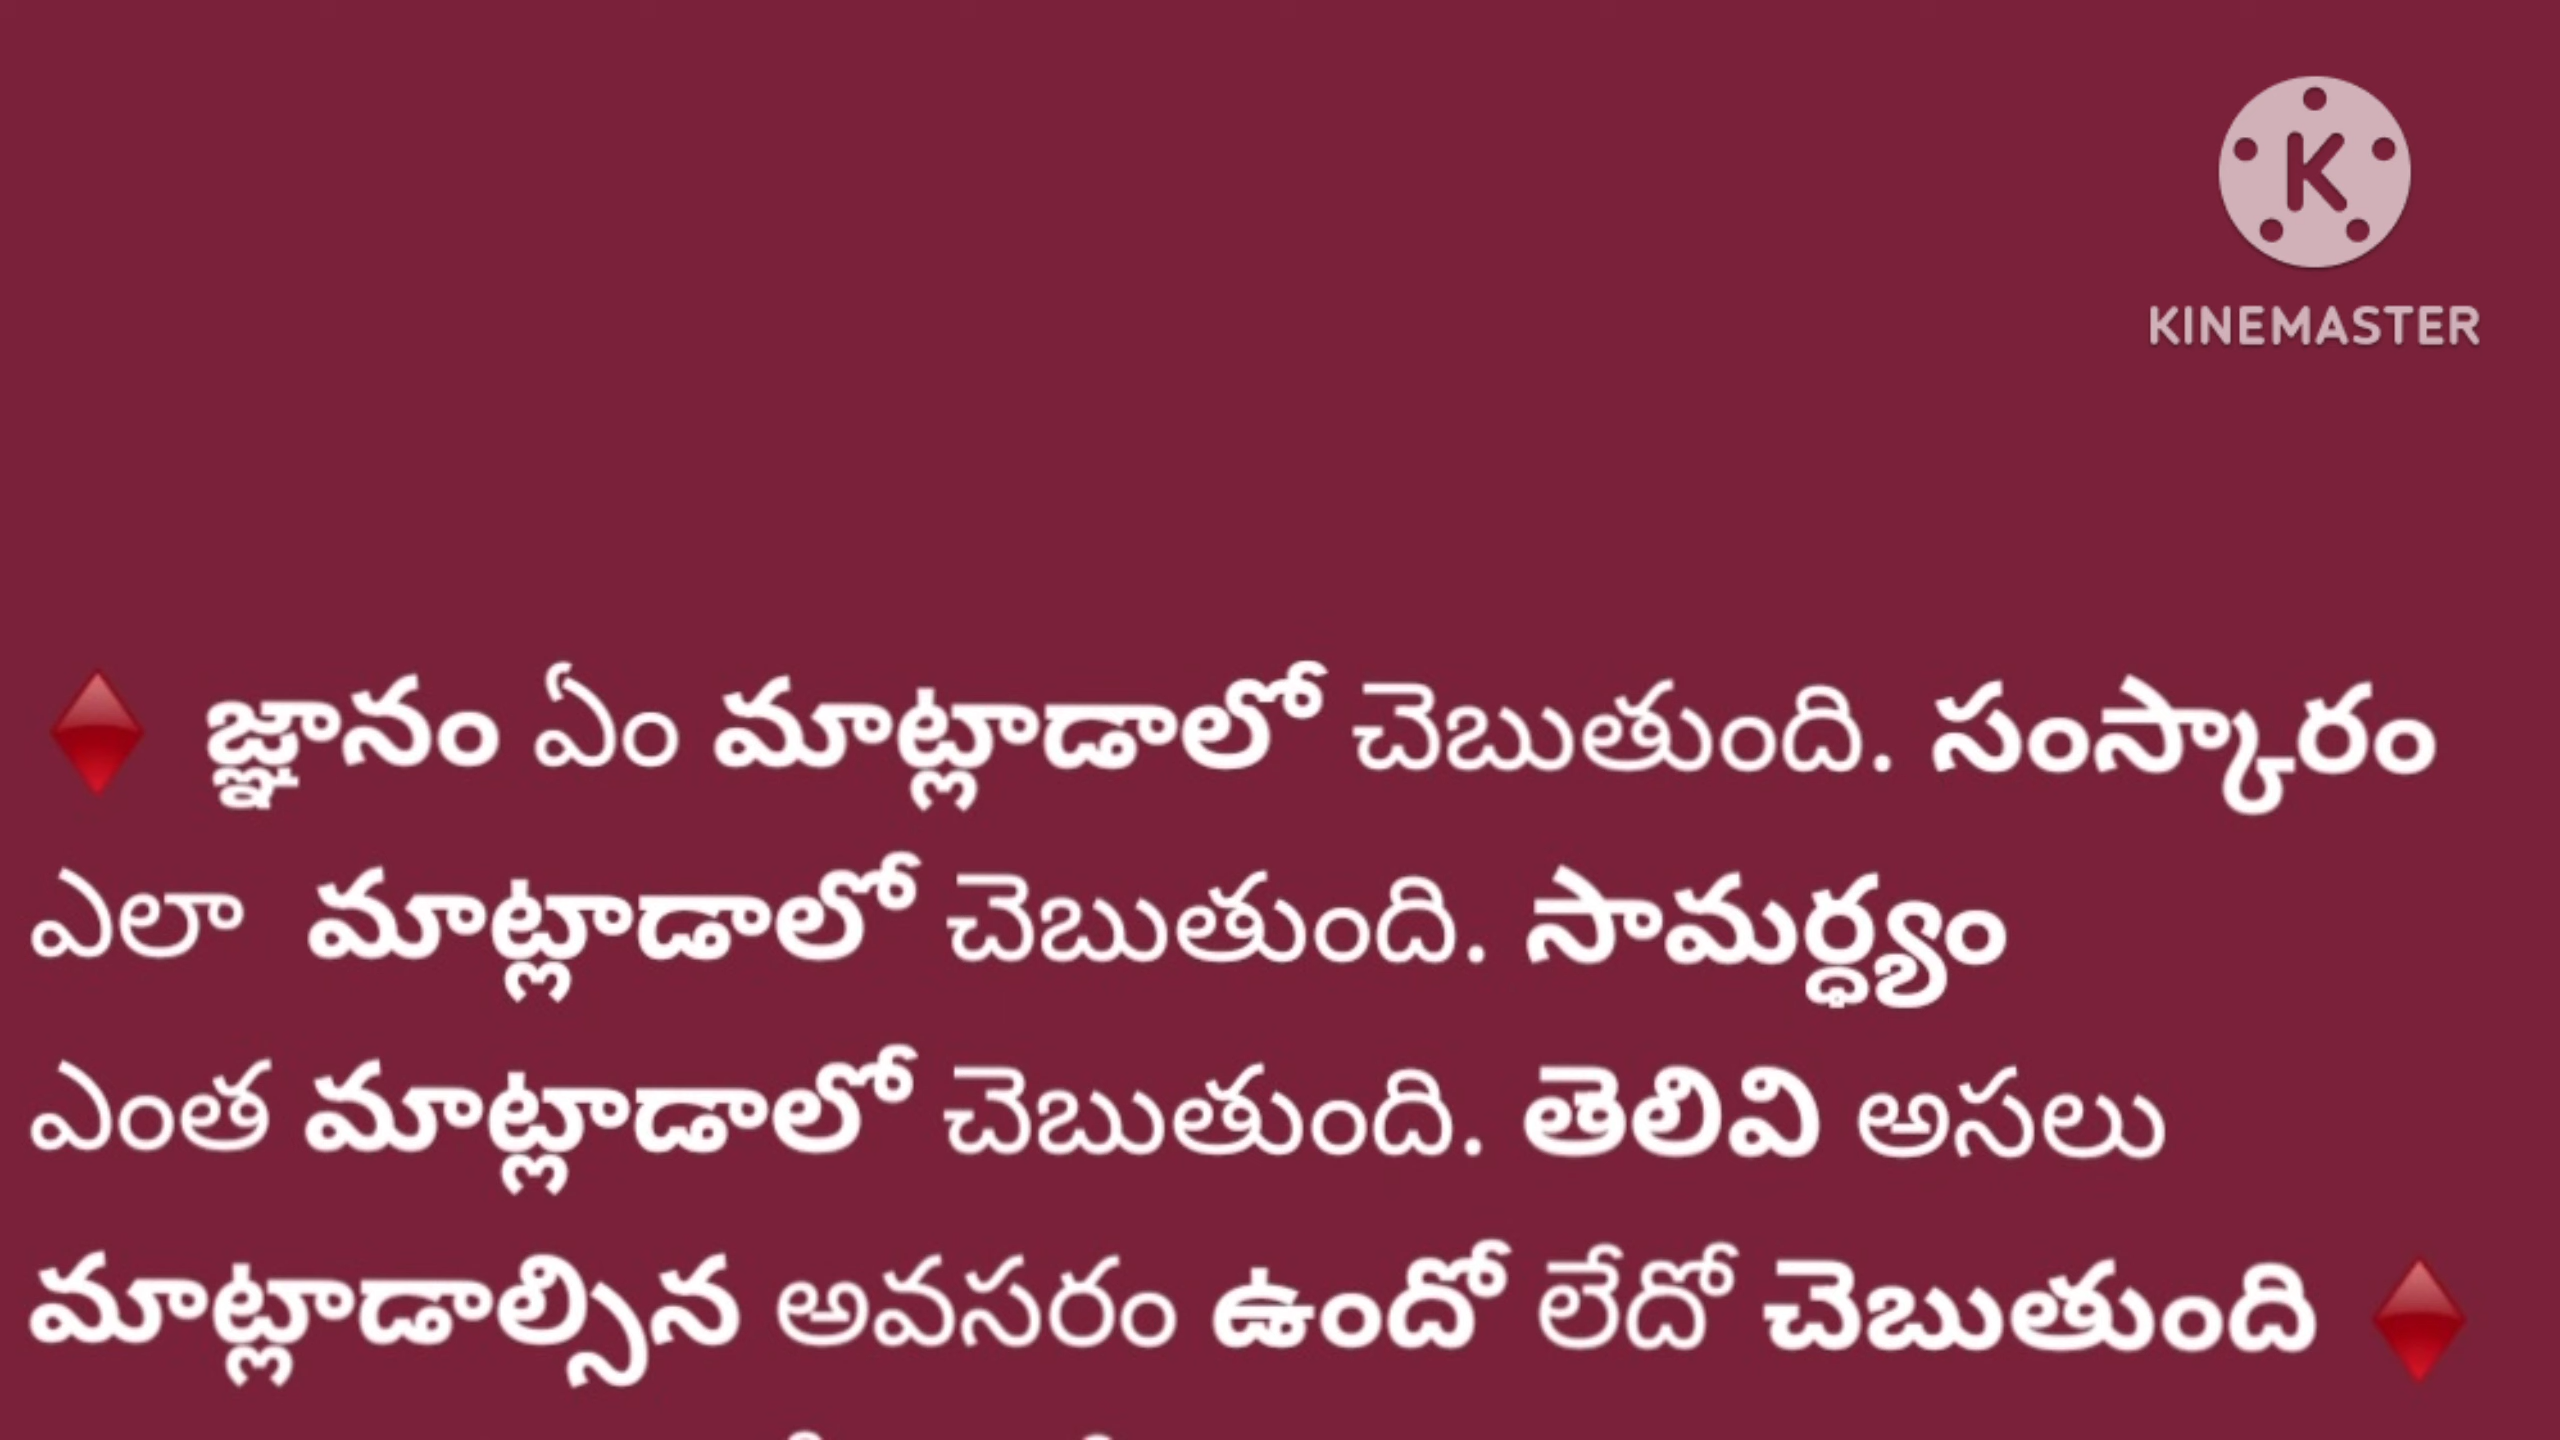 KINEMASTER
♦ జ్ఞానం ఏం మాట్లాడాలో చెబుతుంది. సంస్కారం
ఎలా మాట్లాడాలో చెబుతుంది. సామర్ధ్యం
ఎంత మాట్లాడాలో చెబుతుంది. తెలివి అసలు
మాట్లాడాల్సిన అవసరం ఉందో లేదో చెబుతుంది ♦